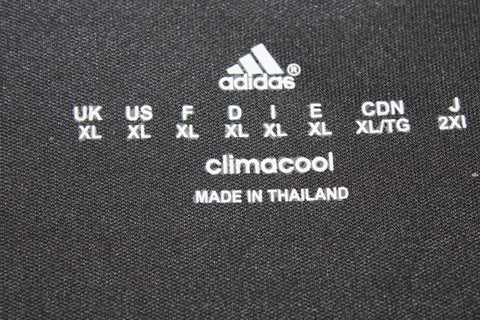 adidas®
UK US F D I E CDN J
XL XL XL XL XL XL XL/TG 2Xl
climacool
MADE IN THAILAND